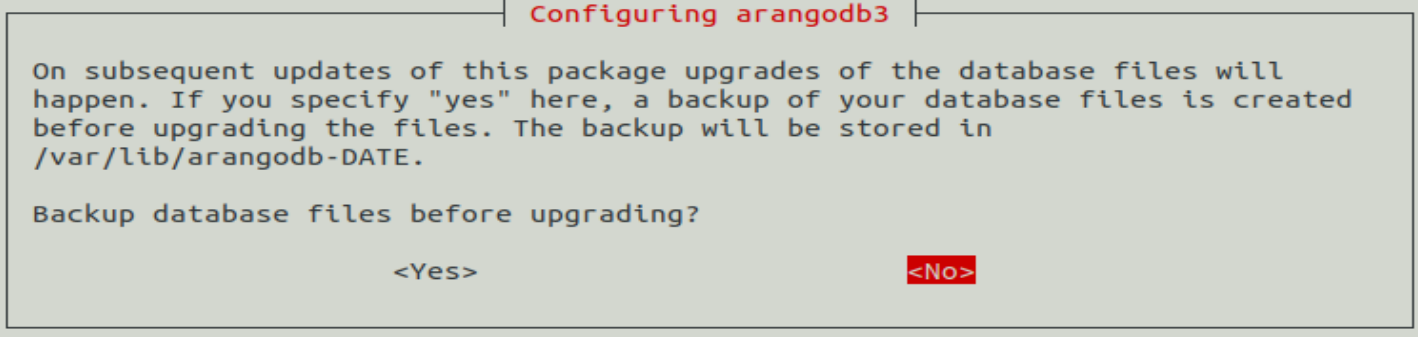 Configuring arangodb3
On subsequent updates of this package upgrades of the database files will
happen. If you specify "yes" here, a backup of your database files is created
before upgrading the files. The backup will be stored in
/var/lib/arangodb-DATE.
Backup database files before upgrading?
<Yes> <No>